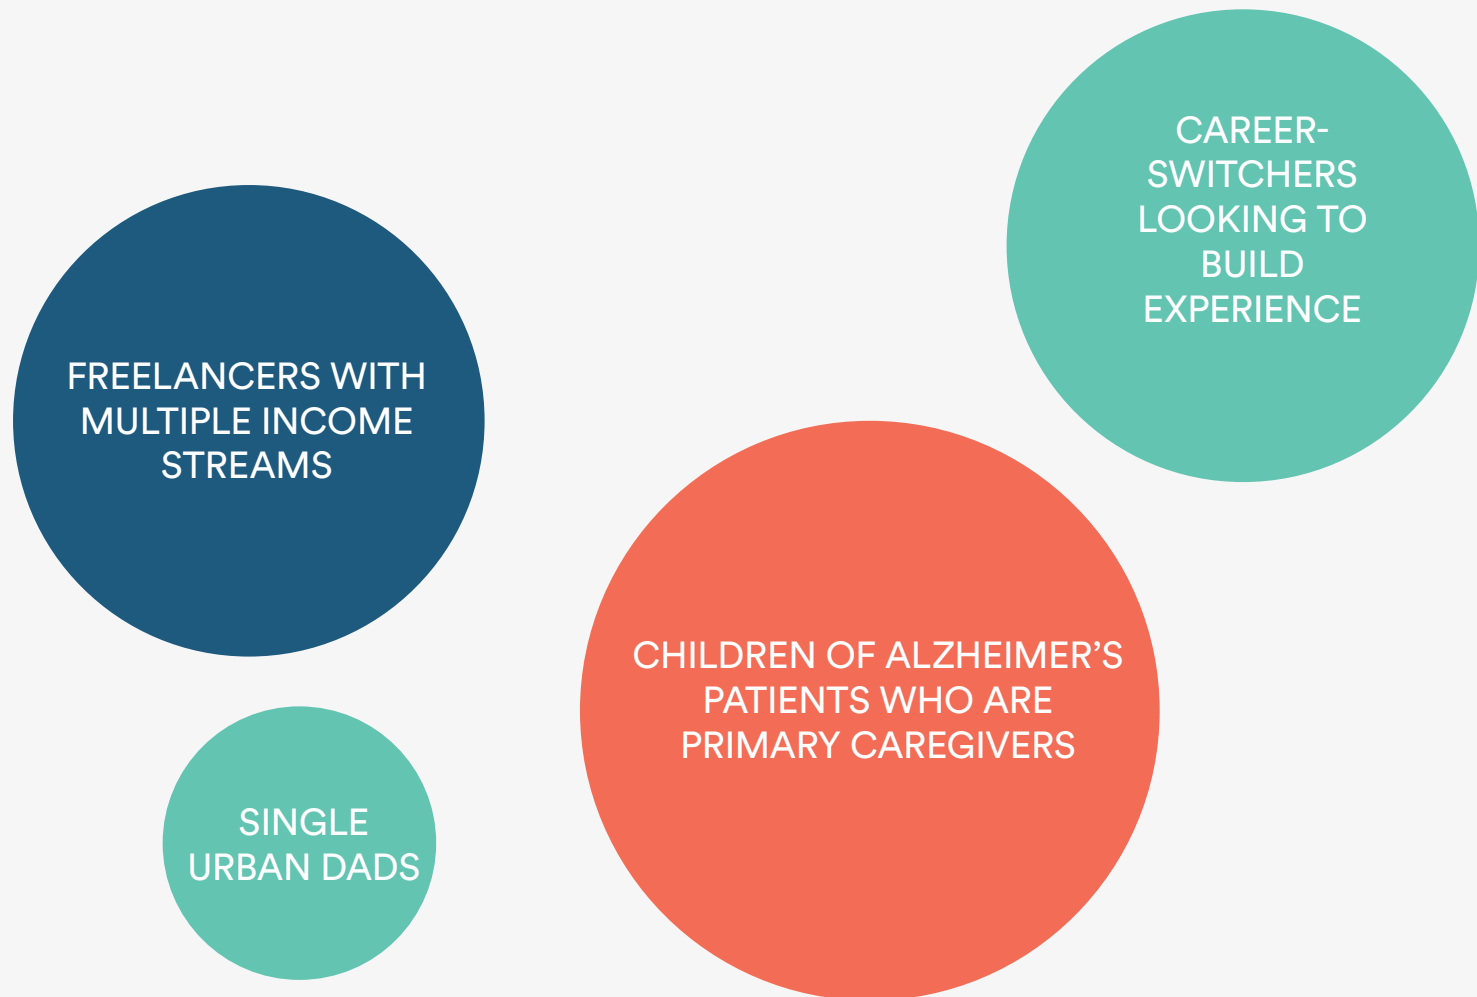 CAREER-
SWITCHERS
LOOKING TO
BUILD
EXPERIENCE
FREELANCERS WITH
MULTIPLE INCOME
STREAMS
CHILDREN OF ALZHEIMER’S
PATIENTS WHO ARE
PRIMARY CAREGIVERS
SINGLE
URBAN DADS